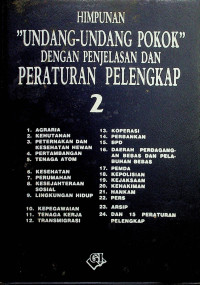 HIMPUNAN
"UNDANG-UNDANG POKOK"
DENGAN PENJELASAN DAN
PERATURAN PELENGKAP
2
1. AGRARIA
2. KEHUTANAN
3. PETERNAKAN DAN
KESEHATAN HEWAN
4. PERTAMBANGAN
5. TENAGA ATOM
6. KESEHATAN
7. PERUMAHAN
8. KESEJAHTERAAN
SOSIAL
9. LINGKUNGAN HIDUP
10. KEPEGAWAIAN
11. TENAGA KERJA
12. TRANSMIGRASI
13. KOPERASI
14. PERBANKAN
15. BPD
16. DAERAH PERDAGANG-
AN BEBAS DAN PELA-
BUHAN BEBAS
17. PEMDA
18. KEPOLISIAN
19. KEJAKSAAN
20. KEHAKIMAN
21. HANKAM
22. PERS
23. ARSIP
24. DAN 15 PERATURAN
PELENGKAP